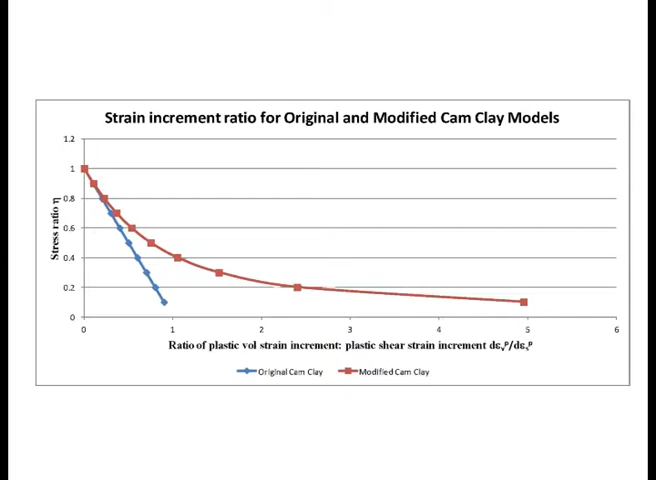 Strain increment ratio for Original and Modified Cam Clay Models
1.2
1
0.8
0.6
0.4
0.2
0
Stress ratio η
0 1 2 3 4 5 6
Ratio of plastic vol strain increment: plastic shear strain increment dεᵥᵖ/dεₛᵖ
Original Cam Clay Modified Cam Clay